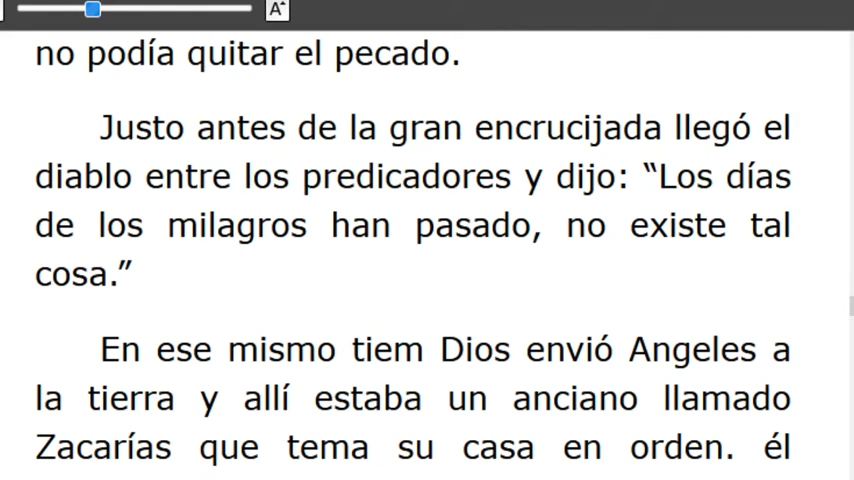 A
no podía quitar el pecado.
Justo antes de la gran encrucijada llegó el
diablo entre los predicadores y dijo: “Los días
de los milagros han pasado, no existe tal
cosa.”
En ese mismo tiem Dios envió Angeles a
la tierra y allí estaba un anciano llamado
Zacarías que tema su casa en orden. él